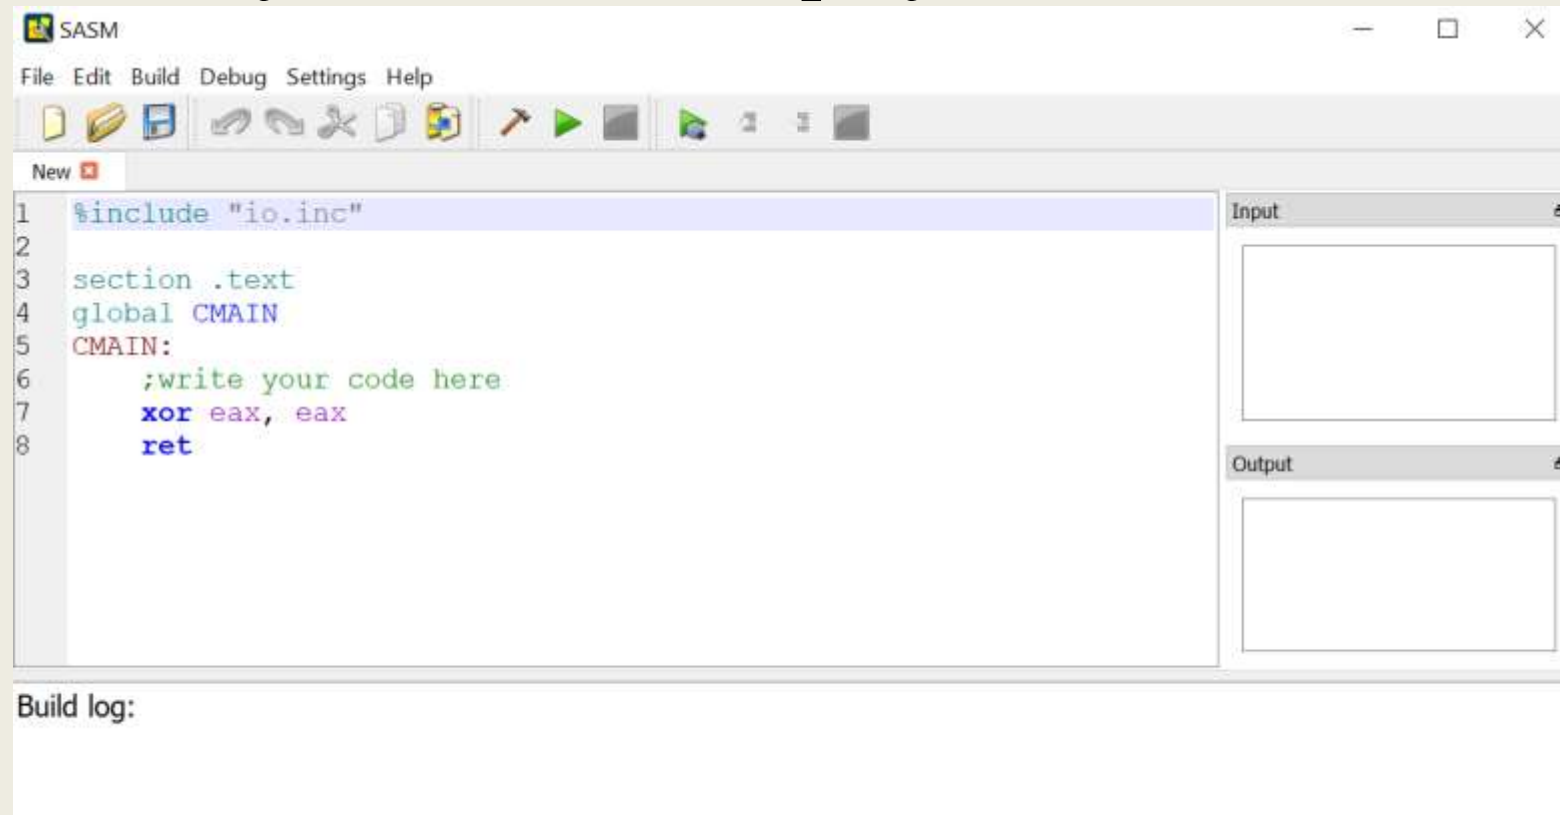 SASM
File Edit Build Debug Settings Help
New
1 %include "io.inc"
2
3 section .text
4 global CMAIN
5 CMAIN:
6 ;write your code here
7 xor eax, eax
8 ret
Input
Output
Build log: